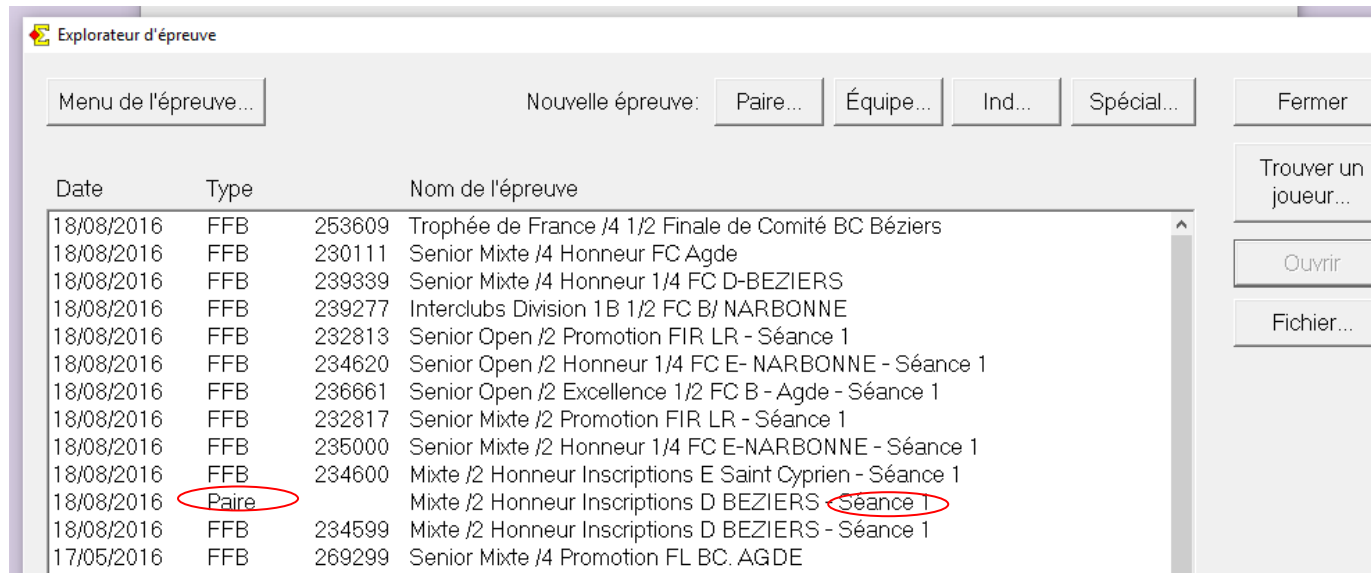 Explorateur d'épreuve
Menu de l'épreuve... Nouvelle épreuve: Paire... Équipe... Ind... Spécial... Fermer
Trouver un joueur...
Date Type Nom de l'épreuve
18/08/2016 FFB 253609 Trophée de France /4 1/2 Finale de Comité BC Béziers
18/08/2016 FFB 230111 Senior Mixte /4 Honneur FC Agde
Ouvrir
18/08/2016 FFB 239339 Senior Mixte /4 Honneur 1/4 FC D-BEZIERS
18/08/2016 FFB 239277 Interclubs Division 1B 1/2 FC B/ NARBONNE
Fichier...
18/08/2016 FFB 232813 Senior Open /2 Promotion FIR LR - Séance 1
18/08/2016 FFB 234620 Senior Open /2 Honneur 1/4 FC E- NARBONNE - Séance 1
18/08/2016 FFB 236661 Senior Open /2 Excellence 1/2 FC B - Agde - Séance 1
18/08/2016 FFB 232817 Senior Mixte /2 Promotion FIR LR - Séance 1
18/08/2016 FFB 235000 Senior Mixte /2 Honneur 1/4 FC E-NARBONNE - Séance 1
18/08/2016 FFB 234600 Mixte /2 Honneur Inscriptions E Saint Cyprien - Séance 1
18/08/2016 Paire Mixte /2 Honneur Inscriptions D BEZIERS - Séance 1
18/08/2016 FFB 234599 Mixte /2 Honneur Inscriptions D BEZIERS - Séance 1
17/05/2016 FFB 269299 Senior Mixte /4 Promotion FL BC. AGDE